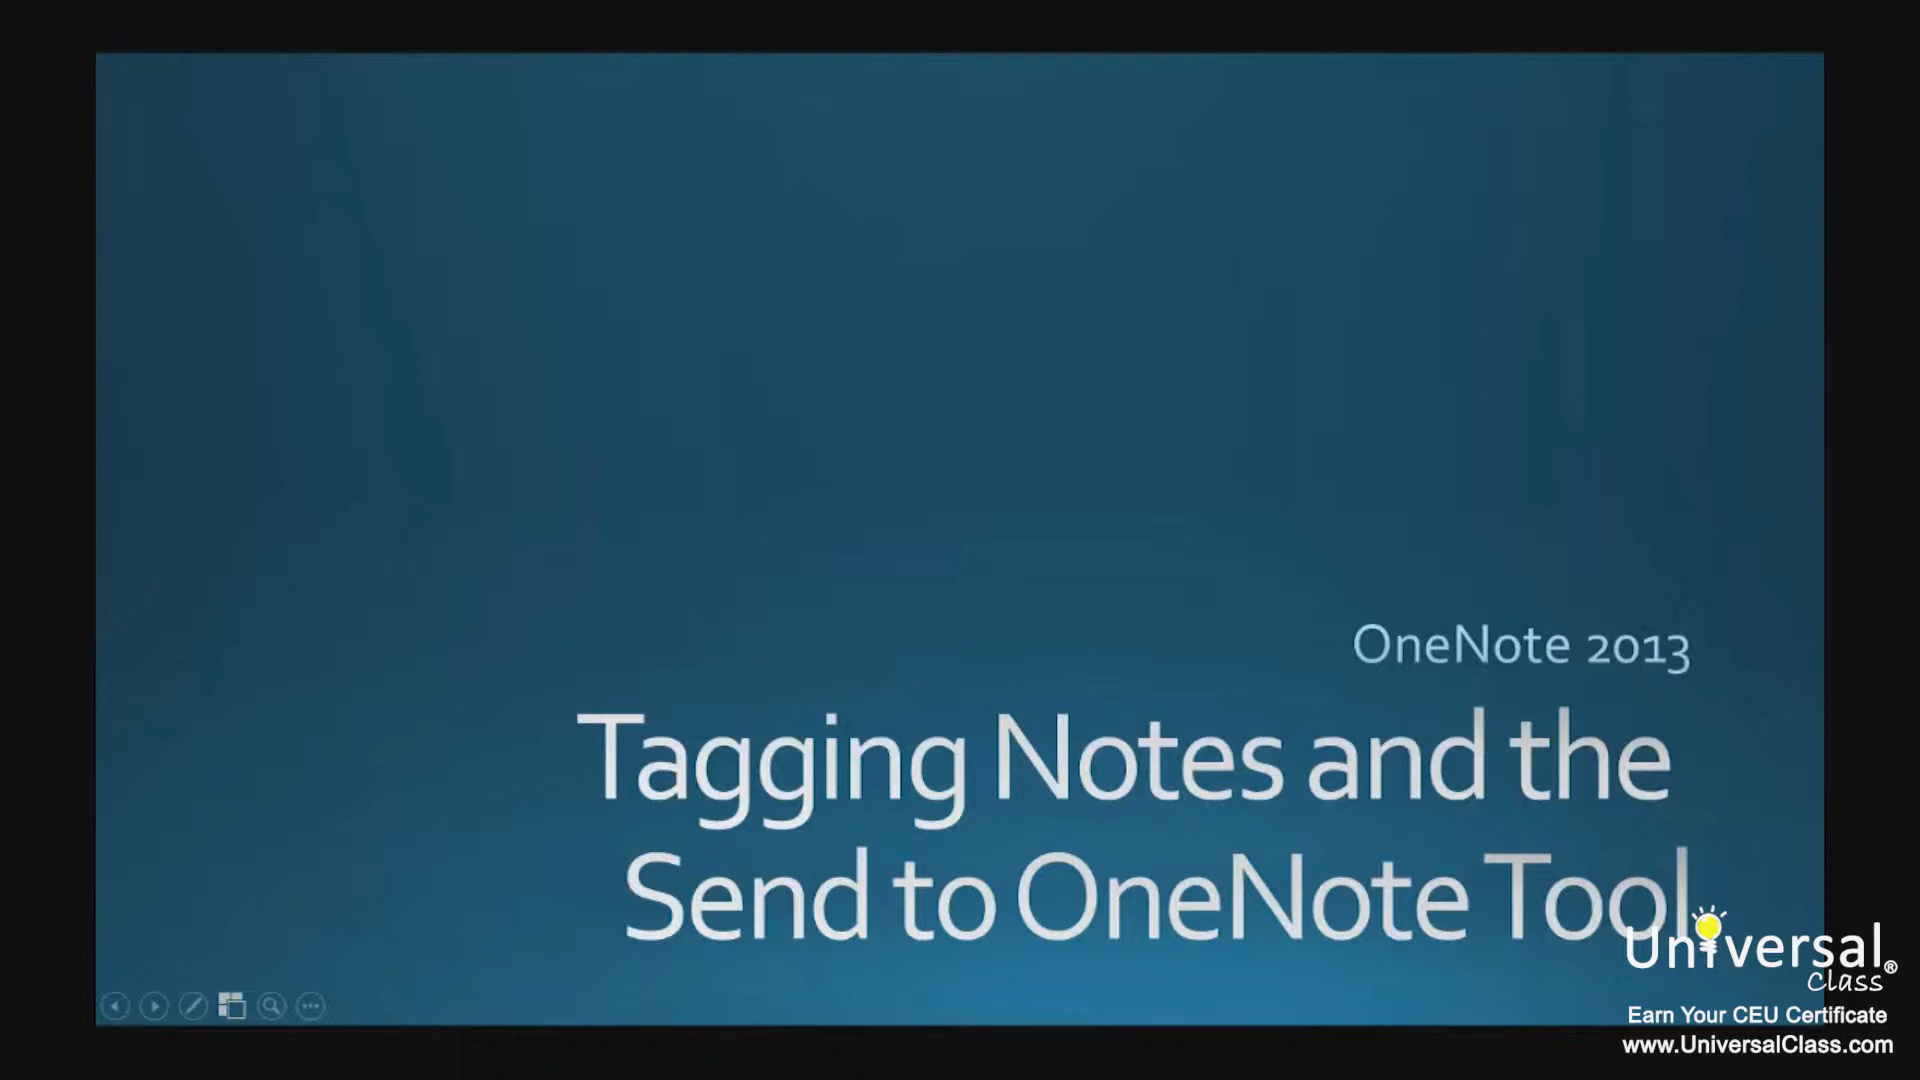 OneNote 2013
Tagging Notes and the
Send to OneNote Tool
Universal®
Class
Earn Your CEU Certificate
www.UniversalClass.com